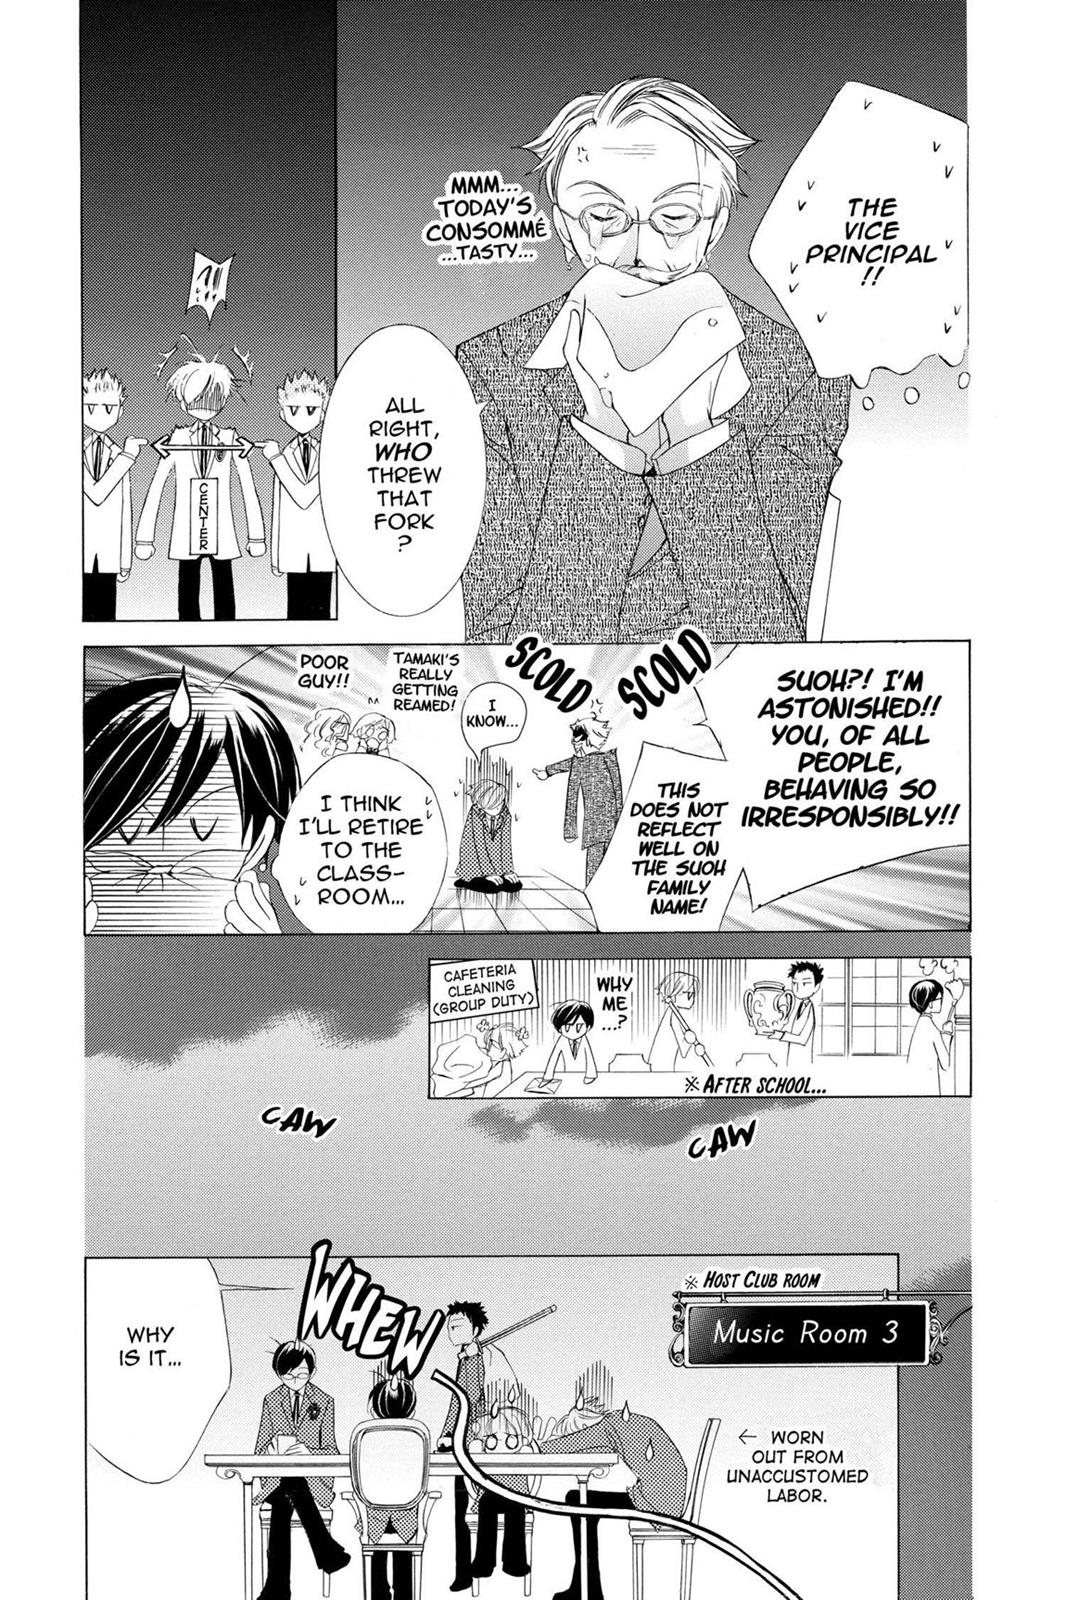 THE
VICE
PRINCIPAL
!!
MMM...
TODAY'S
CONSOMMÉ
...TASTY...
ALL
RIGHT,
WHO
THREW
THAT
FORK
?
!!!
CENTER
SUOH?! I'M
ASTONISHED!!
YOU, OF ALL
PEOPLE,
BEHAVING SO
IRRESPONSIBLY!!
THIS
DOES NOT
REFLECT
WELL ON
THE SUOH
FAMILY
NAME!
SCOLD
SCOLD
I
KNOW...
TAMAKI'S
REALLY
GETTING
REAMED!
POOR
GUY!!
I THINK
I'LL RETIRE
TO THE
CLASS-
ROOM...
CAFETERIA
CLEANING
(GROUP DUTY)
WHY
ME
...?
※ AFTER SCHOOL...
CAW
CAW
※ HOST CLUB ROOM
Music Room 3
WHEW
WHY
IS IT...
← WORN
OUT FROM
UNACCUSTOMED
LABOR.